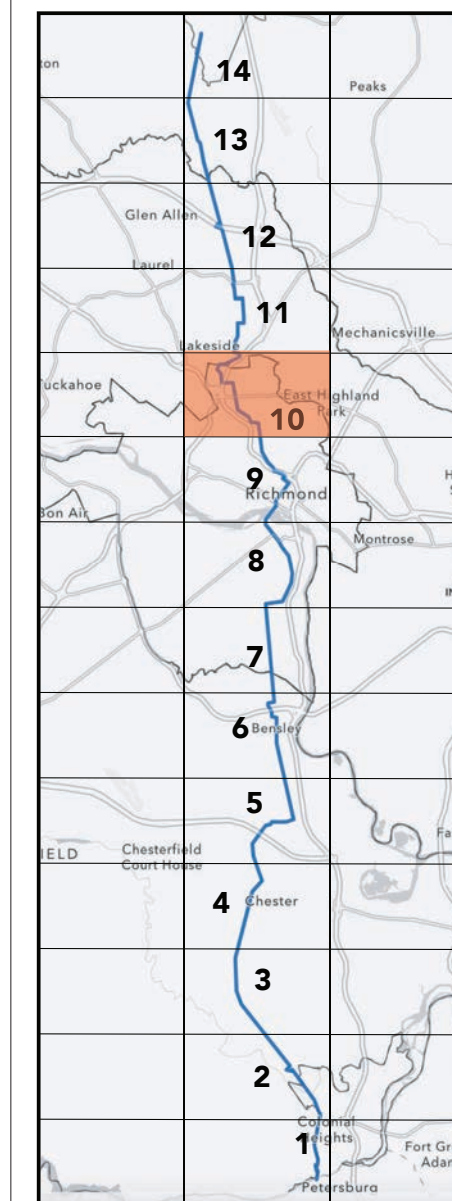 ton
14
Peaks
13
Glen Allen
12
Laurel
11
Mechanicsville
Lakeside
Tuckahoe
East Highland
Park
10
9
Richmond
Bon Air
Montrose
8
7
6
Bensley
5
Chesterfield
Court House
IELD
Fa
4
Chester
3
2
Colonial
Heights
1
Fort Gr
Adar
Petersburg